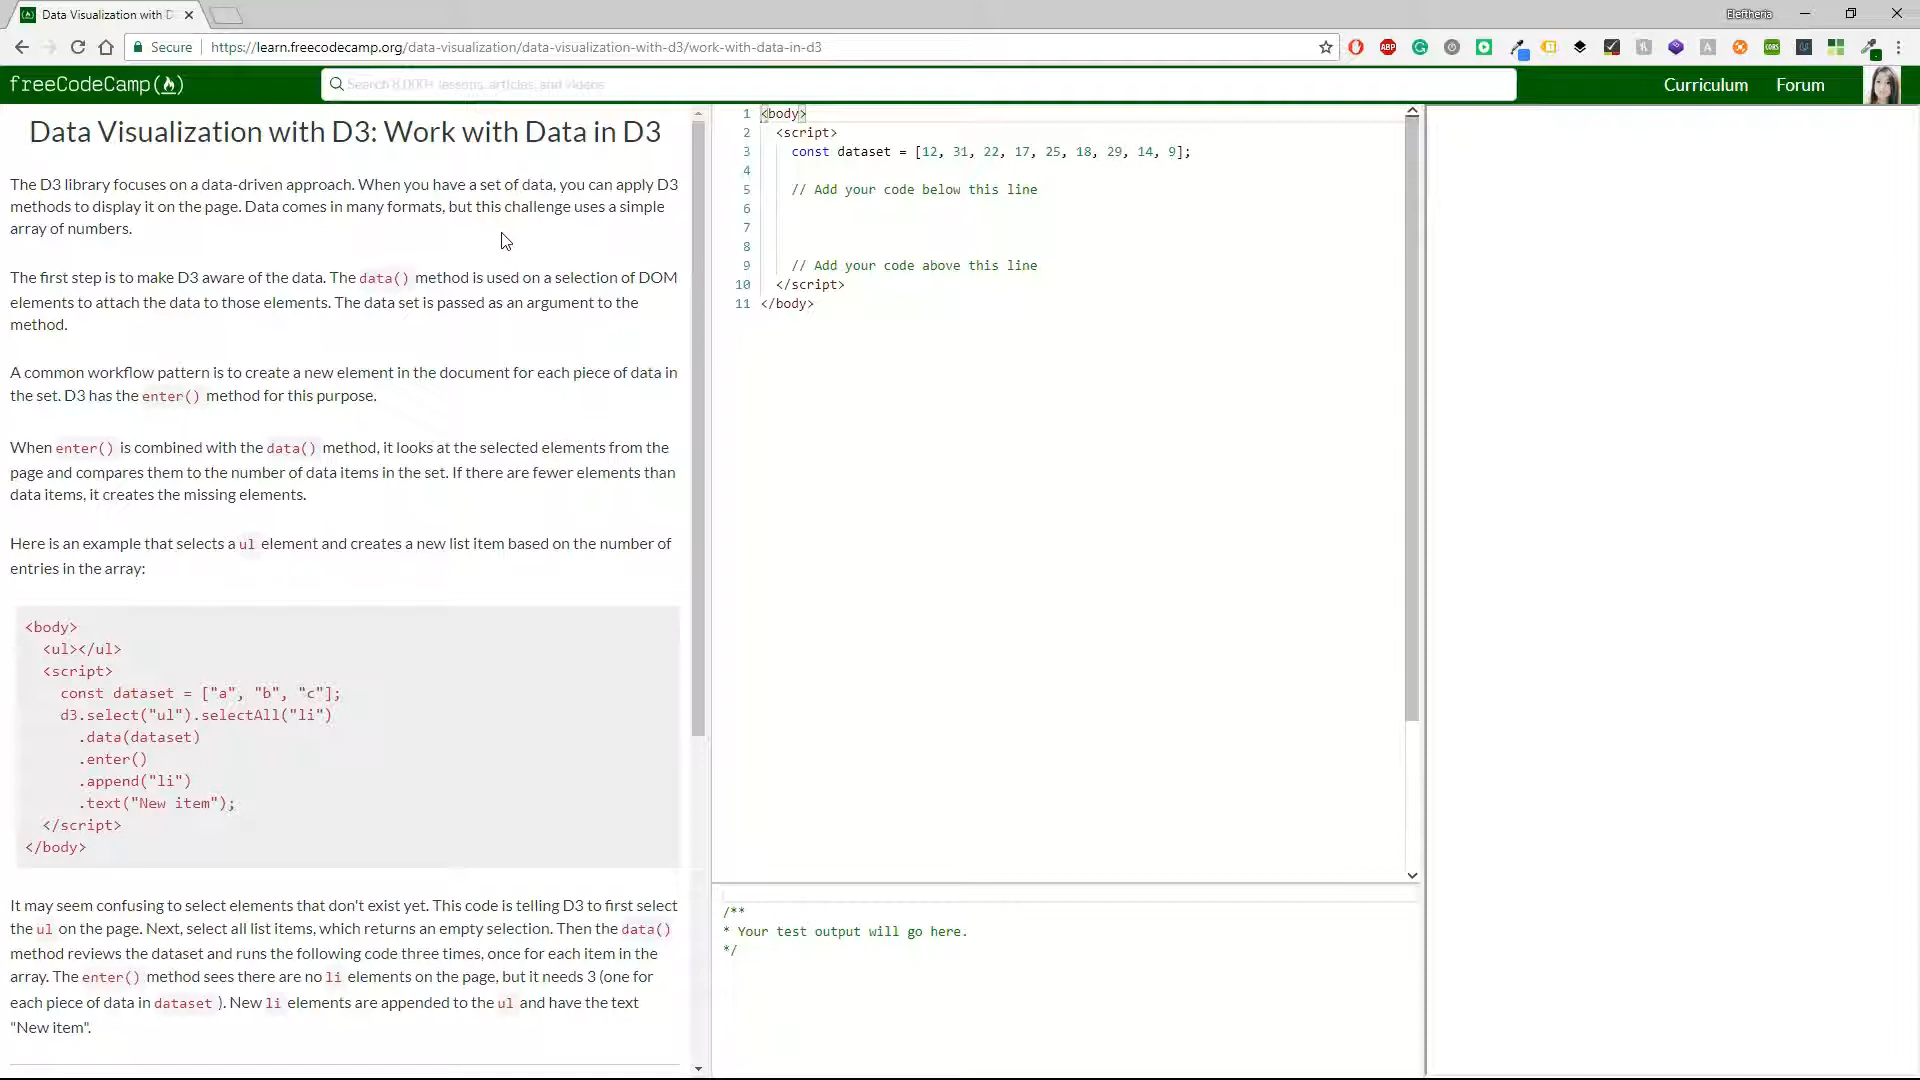 Data Visualization with D
Eleftheria
Secure
https://learn.freecodecamp.org/data-visualization/data-visualization-with-d3/work-with-data-in-d3
ABP
CORS
freeCodeCamp
Search 8,000+ lessons, articles, and videos
Curriculum
Forum
Data Visualization with D3: Work with Data in D3
The D3 library focuses on a data-driven approach. When you have a set of data, you can apply D3
methods to display it on the page. Data comes in many formats, but this challenge uses a simple
array of numbers.
The first step is to make D3 aware of the data. The data() method is used on a selection of DOM
elements to attach the data to those elements. The data set is passed as an argument to the
method.
A common workflow pattern is to create a new element in the document for each piece of data in
the set. D3 has the enter() method for this purpose.
When enter() is combined with the data() method, it looks at the selected elements from the
page and compares them to the number of data items in the set. If there are fewer elements than
data items, it creates the missing elements.
Here is an example that selects a ul element and creates a new list item based on the number of
entries in the array:
<body>
<ul></ul>
<script>
const dataset = ["a", "b", "c"];
d3.select("ul").selectAll("li")
.data(dataset)
.enter()
.append("li")
.text("New item");
</script>
</body>
It may seem confusing to select elements that don't exist yet. This code is telling D3 to first select
the ul on the page. Next, select all list items, which returns an empty selection. Then the data()
method reviews the dataset and runs the following code three times, once for each item in the
array. The enter() method sees there are no li elements on the page, but it needs 3 (one for
each piece of data in dataset ). New li elements are appended to the ul and have the text
"New item".
1 <body>
2 <script>
3 const dataset = [12, 31, 22, 17, 25, 18, 29, 14, 9];
4
5 // Add your code below this line
6
7
8
9 // Add your code above this line
10 </script>
11 </body>
/**
* Your test output will go here.
*/